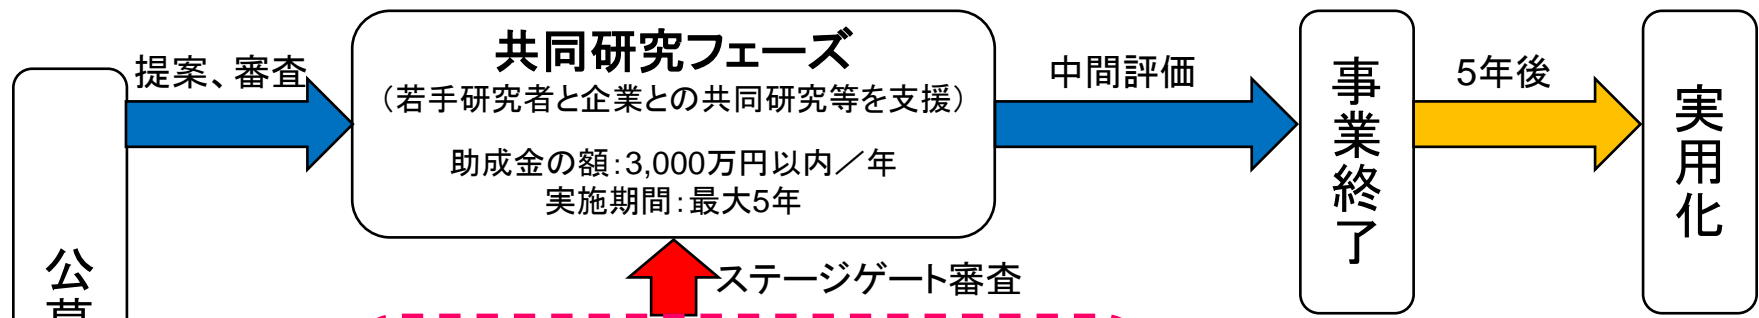 公募
提案、審査
共同研究フェーズ
（若手研究者と企業との共同研究等を支援）
助成金の額：3,000万円以内／年
実施期間：最大5年
ステージゲート審査
中間評価
事業終了
5年後
実用化